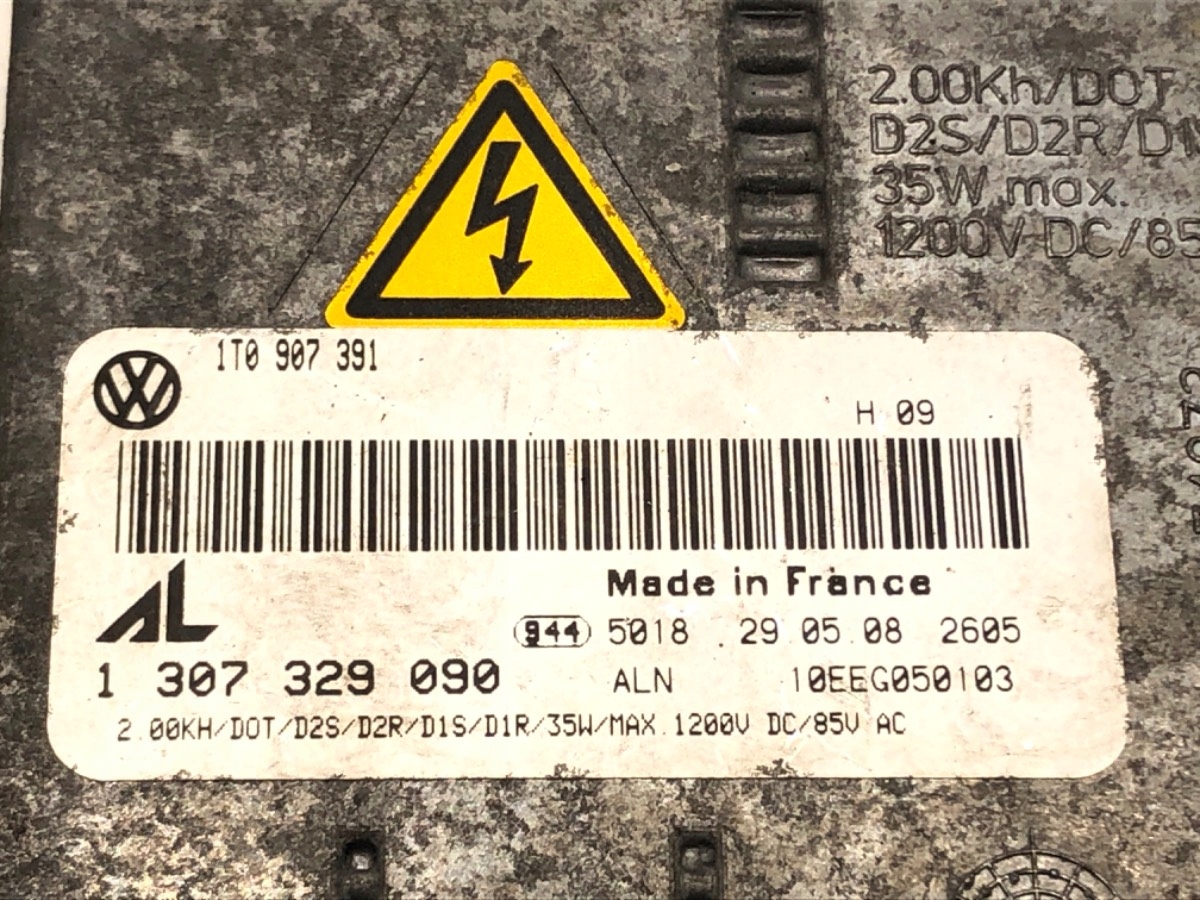 2.00Kh/DOT
D2S/D2R/D1
35W max.
1200V DC/85
1T0 907 391
H 09
AL
Made in France
944 5018 29.05.08 2605
1 307 329 090 ALN 10EEG050103
2.00KH/DOT/D2S/D2R/D1S/D1R/35W/MAX.1200V DC/85V AC